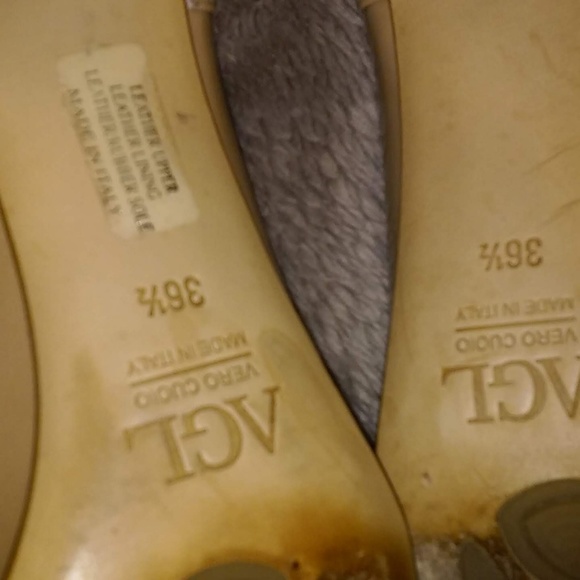 LEATHER UPPER
LEATHER LINING
LEATHER/RUBBER SOLE
MADE IN ITALY
AGL
VERO CUOIO
MADE IN ITALY
36½
AGL
VERO CUOIO
MADE IN ITALY
36½